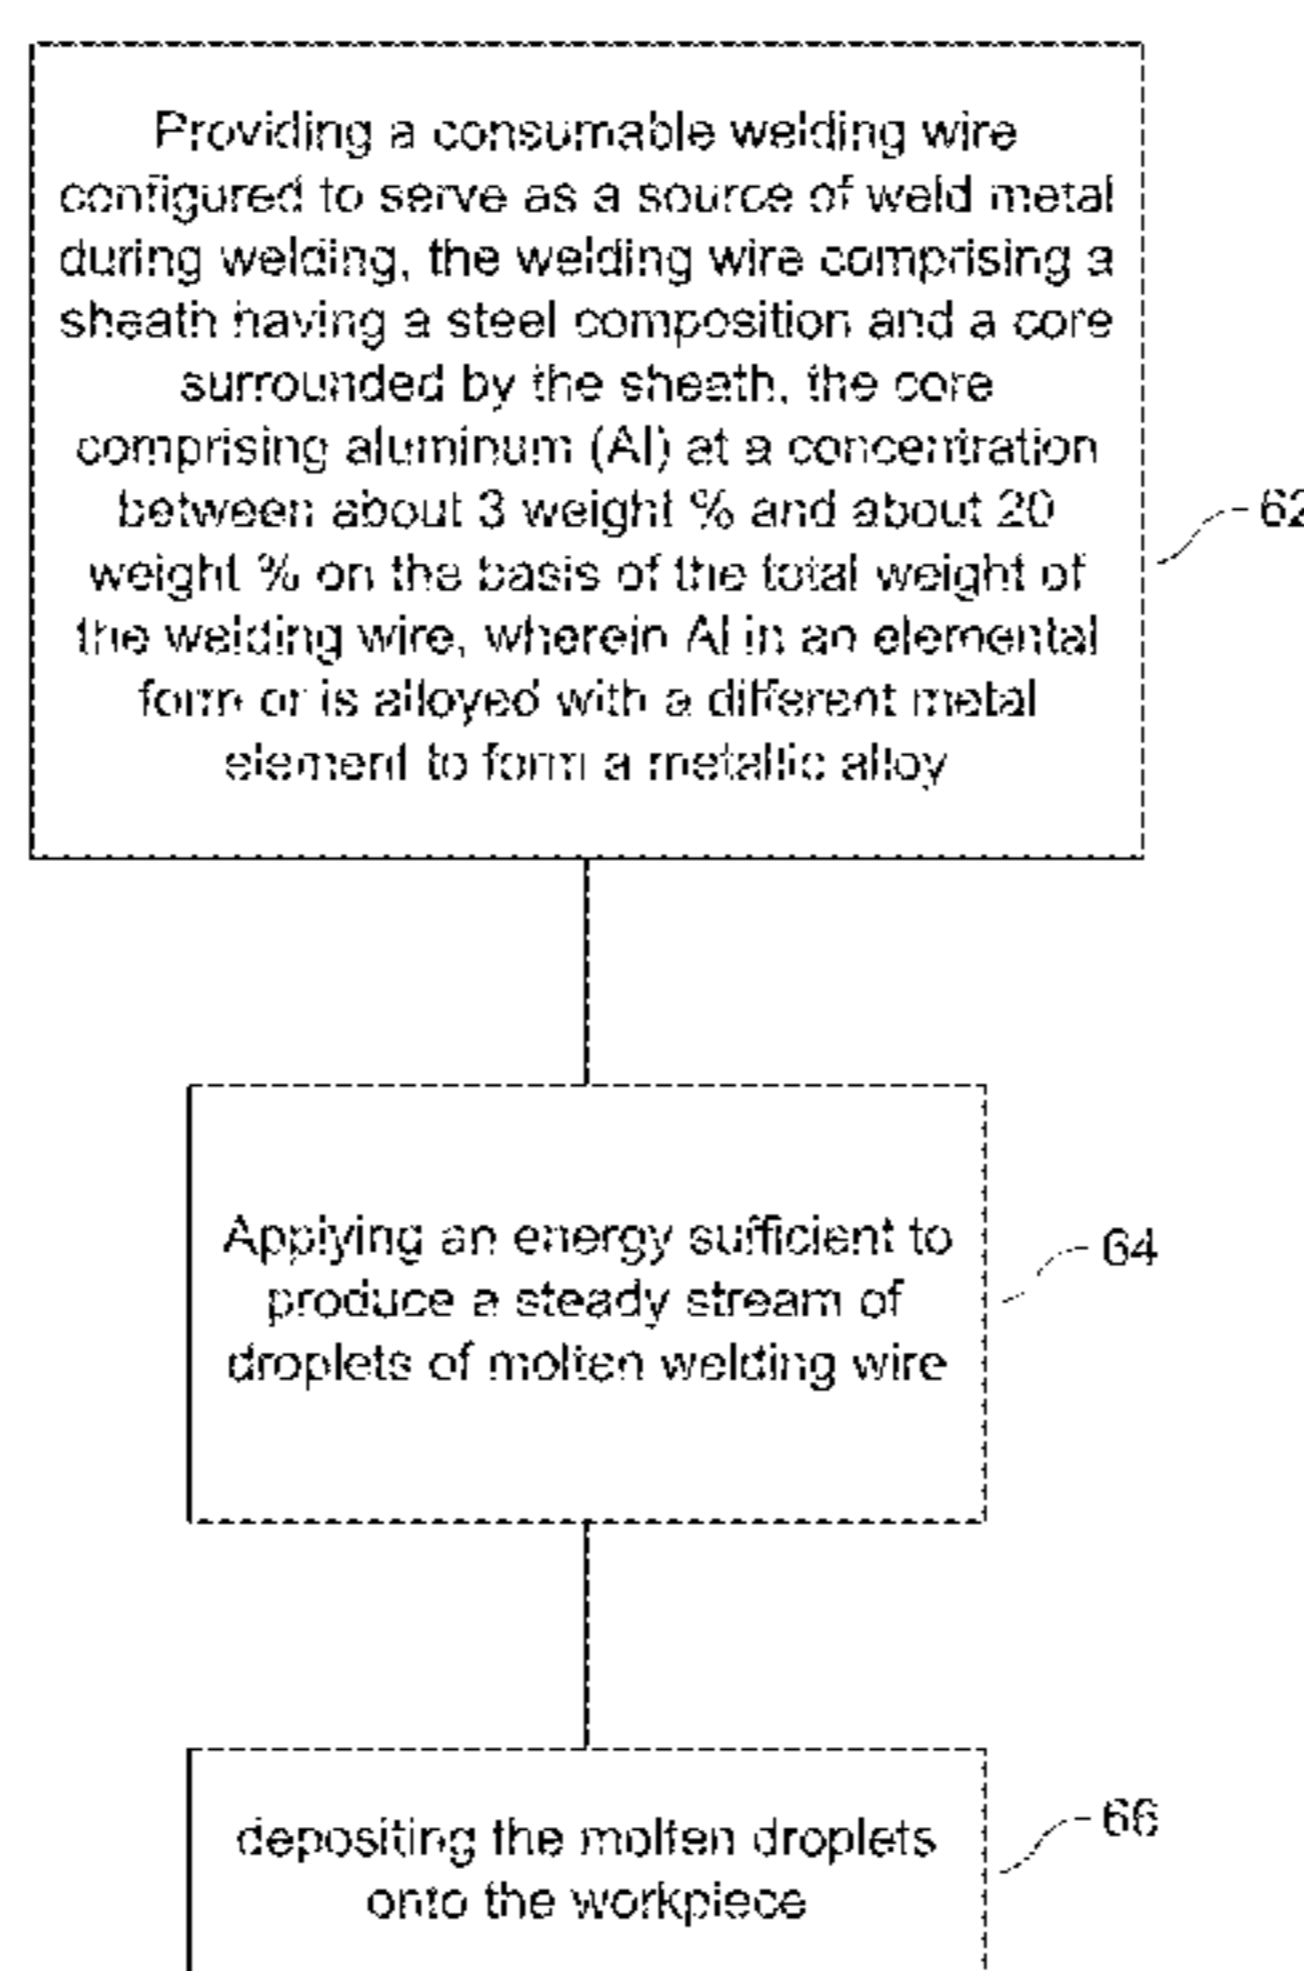 Providing a consumable welding wire
configured to serve as a source of weld metal
during welding, the welding wire comprising a
sheath having a steel composition and a core
surrounded by the sheath, the core
comprising aluminum (Al) at a concentration
between about 3 weight % and about 20
weight % on the basis of the total weight of
the welding wire, wherein Al in an elemental
form or is alloyed with a different metal
element to form a metallic alloy
62
Applying an energy sufficient to
produce a steady stream of
droplets of molten welding wire
64
depositing the molten droplets
onto the workpiece
66